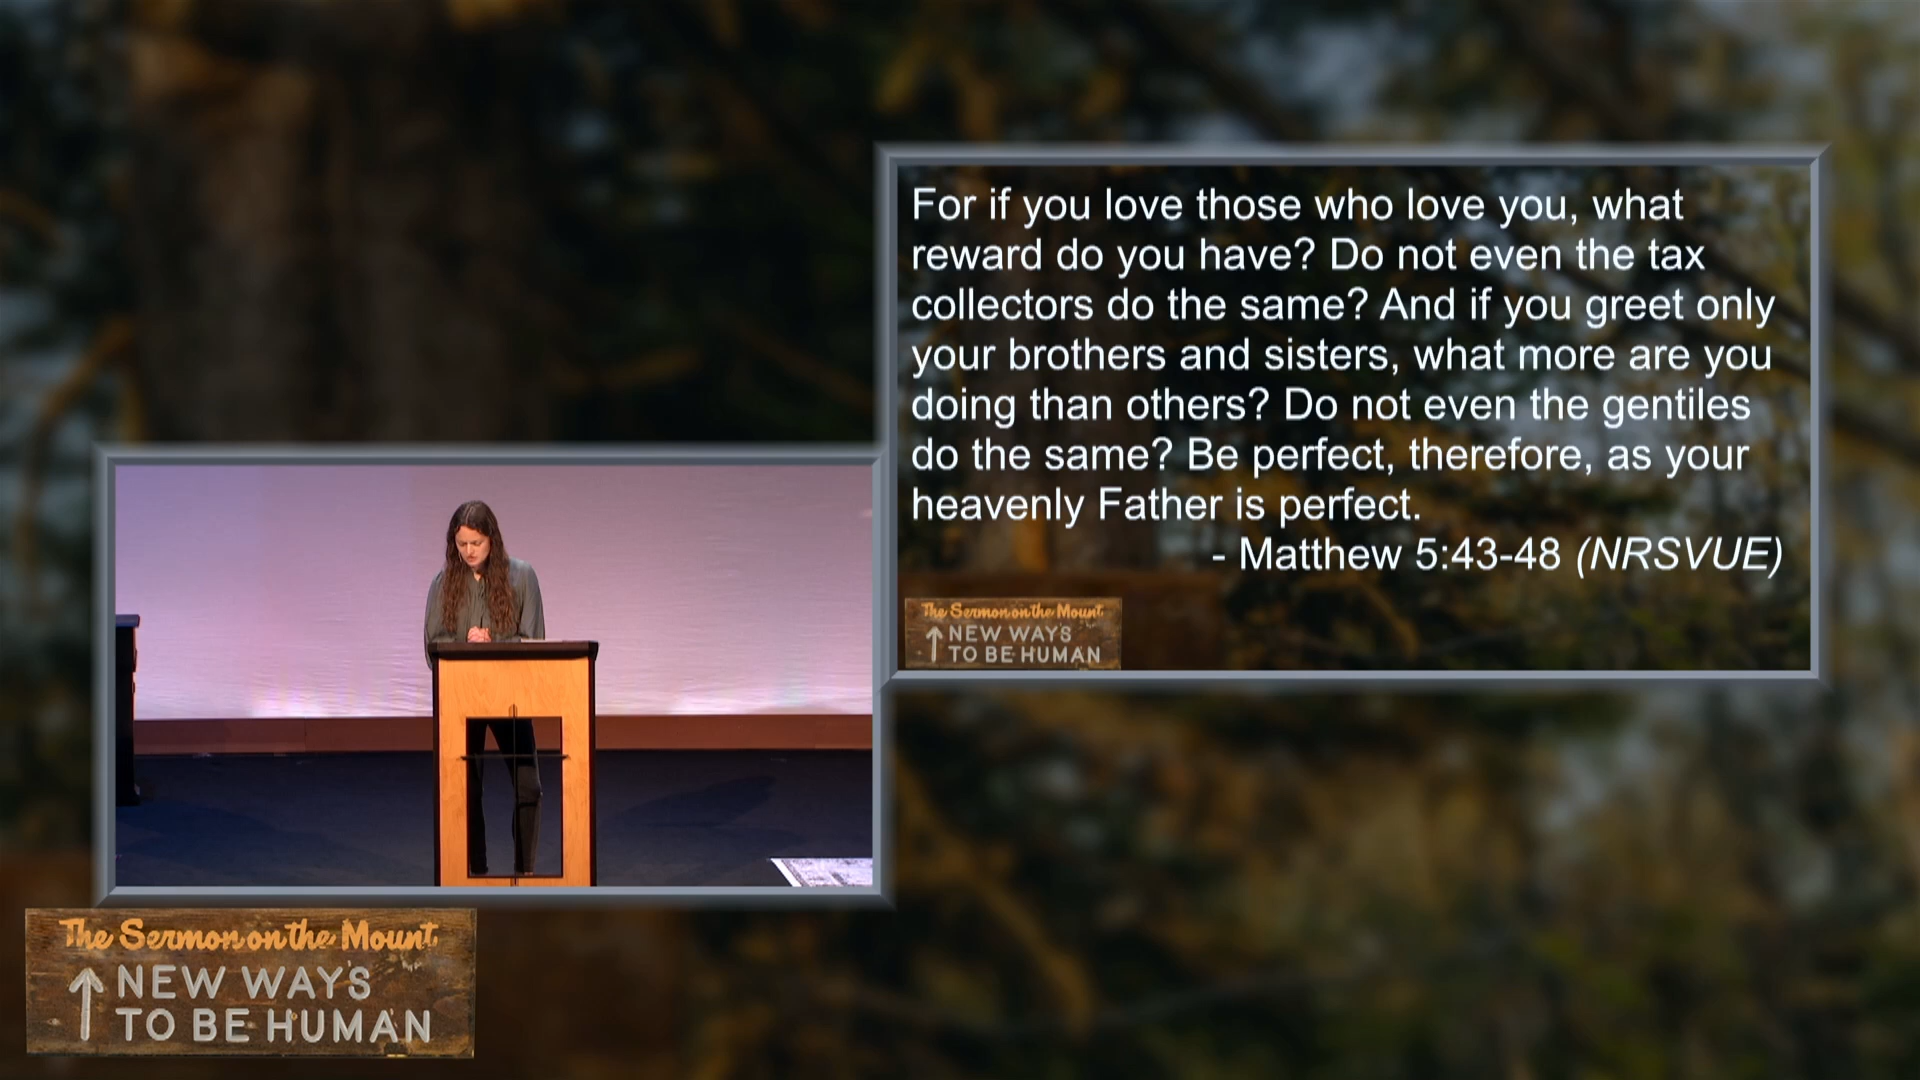 For if you love those who love you, what
reward do you have? Do not even the tax
collectors do the same? And if you greet only
your brothers and sisters, what more are you
doing than others? Do not even the gentiles
do the same? Be perfect, therefore, as your
heavenly Father is perfect.
- Matthew 5:43-48 (NRSVUE)
The Sermon on the Mount
NEW WAYS
TO BE HUMAN
The Sermon on the Mount
NEW WAYS
TO BE HUMAN